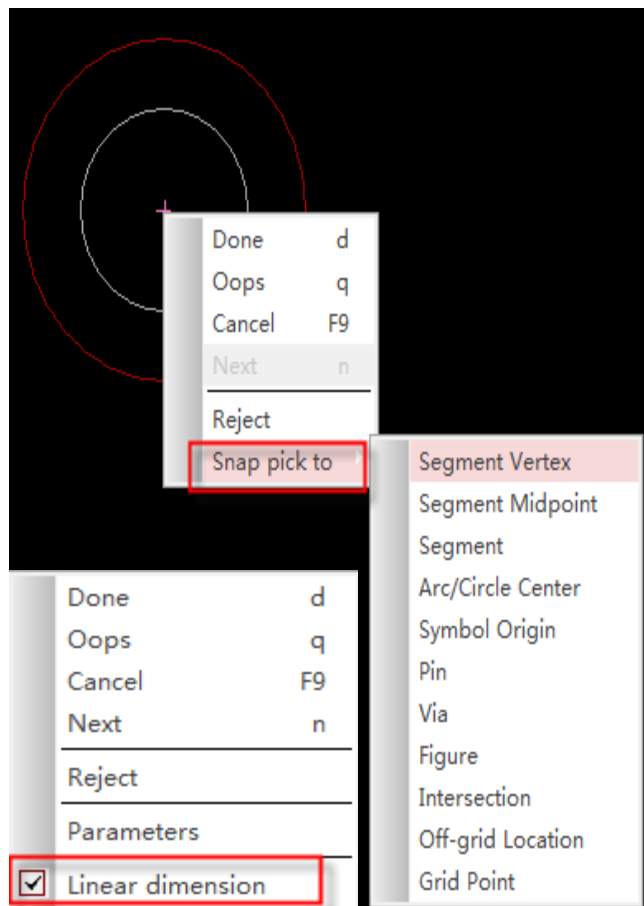 Done d
Oops q
Cancel F9
Next n
Reject
Snap pick to
Segment Vertex
Segment Midpoint
Segment
Arc/Circle Center
Symbol Origin
Pin
Via
Figure
Intersection
Off-grid Location
Grid Point
Done d
Oops q
Cancel F9
Next n
Reject
Parameters
Linear dimension